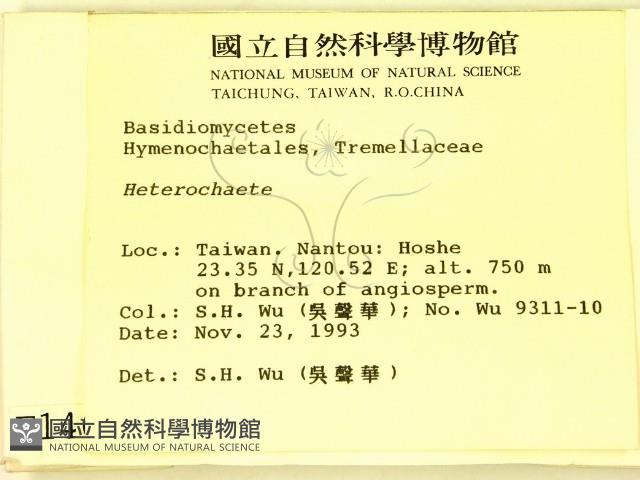 國立自然科學博物館
NATIONAL MUSEUM OF NATURAL SCIENCE
TAICHUNG, TAIWAN, R.O.CHINA
Basidiomycetes
Hymenochaetales, Tremellaceae
Heterochaete
Loc.: Taiwan. Nantou: Hoshe
23.35 N,120.52 E; alt. 750 m
on branch of angiosperm.
Col.: S.H. Wu (吳聲華); No. Wu 9311-10
Date: Nov. 23, 1993
Det.: S.H. Wu (吳聲華)
國立自然科學博物館
NATIONAL MUSEUM OF NATURAL SCIENCE